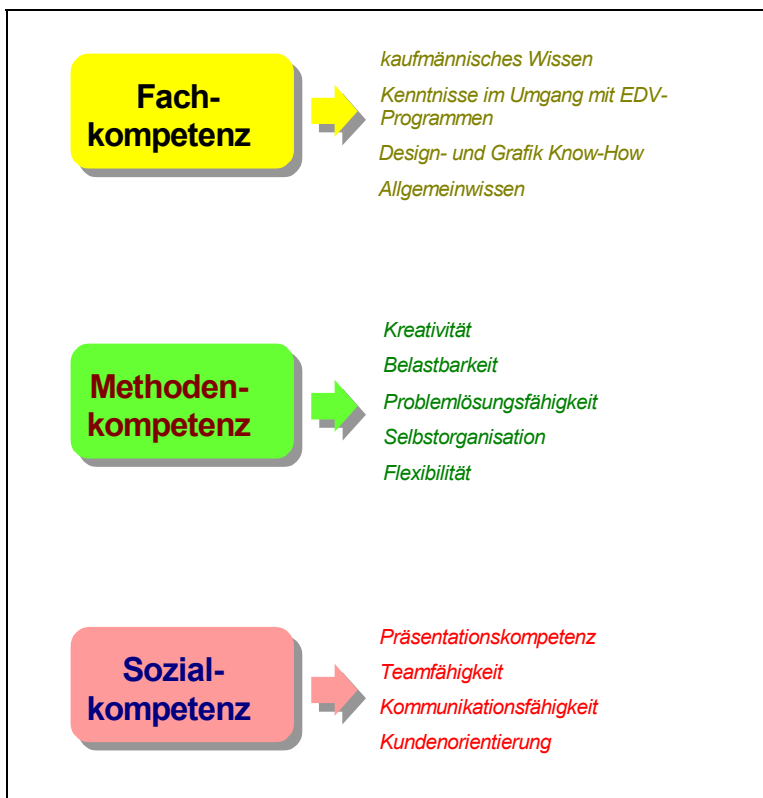 Fach-
kompetenz
kaufmännisches Wissen
Kenntnisse im Umgang mit EDV-
Programmen
Design- und Grafik Know-How
Allgemeinwissen
Methoden-
kompetenz
Kreativität
Belastbarkeit
Problemlösungsfähigkeit
Selbstorganisation
Flexibilität
Sozial-
kompetenz
Präsentationskompetenz
Teamfähigkeit
Kommunikationsfähigkeit
Kundenorientierung